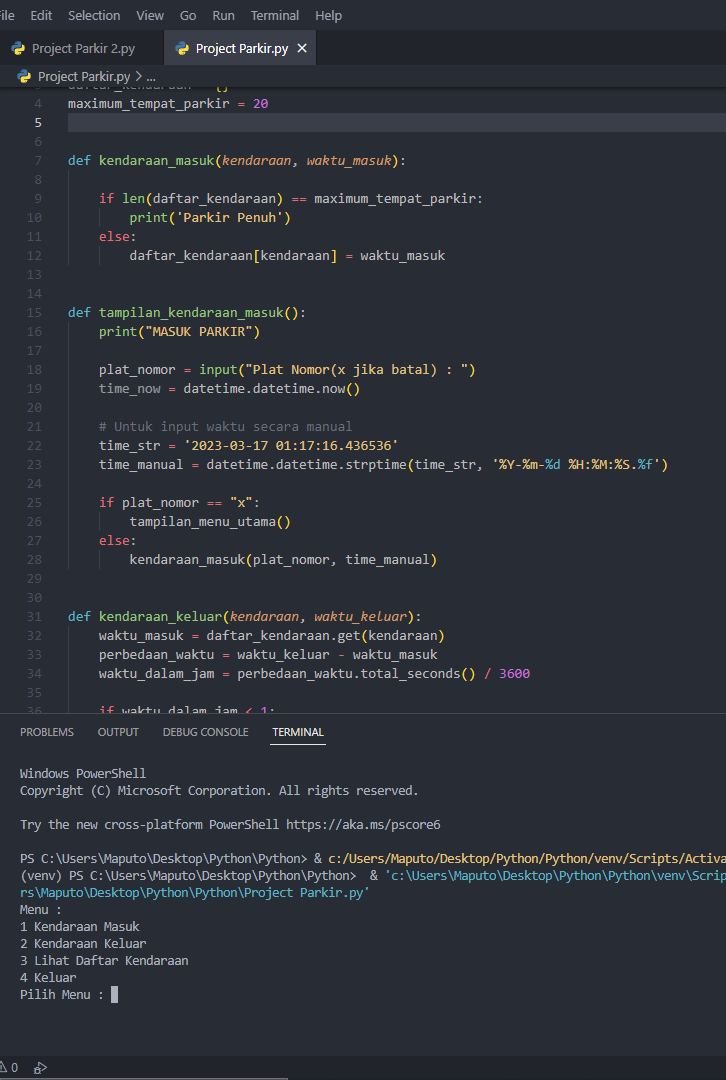 File Edit Selection View Go Run Terminal Help
Project Parkir 2.py Project Parkir.py ×
Project Parkir.py > ...
3 daftar_kendaraan = {}
4 maximum_tempat_parkir = 20
5
6
7 def kendaraan_masuk(kendaraan, waktu_masuk):
8
9 if len(daftar_kendaraan) == maximum_tempat_parkir:
10 print('Parkir Penuh')
11 else:
12 daftar_kendaraan[kendaraan] = waktu_masuk
13
14
15 def tampilan_kendaraan_masuk():
16 print("MASUK PARKIR")
17
18 plat_nomor = input("Plat Nomor(x jika batal) : ")
19 time_now = datetime.datetime.now()
20
21 # Untuk input waktu secara manual
22 time_str = '2023-03-17 01:17:16.436536'
23 time_manual = datetime.datetime.strptime(time_str, '%Y-%m-%d %H:%M:%S.%f')
24
25 if plat_nomor == "x":
26 tampilan_menu_utama()
27 else:
28 kendaraan_masuk(plat_nomor, time_manual)
29
30
31 def kendaraan_keluar(kendaraan, waktu_keluar):
32 waktu_masuk = daftar_kendaraan.get(kendaraan)
33 perbedaan_waktu = waktu_keluar - waktu_masuk
34 waktu_dalam_jam = perbedaan_waktu.total_seconds() / 3600
35
36 if waktu_dalam_jam < 1:
PROBLEMS OUTPUT DEBUG CONSOLE TERMINAL
Windows PowerShell
Copyright (C) Microsoft Corporation. All rights reserved.
Try the new cross-platform PowerShell https://aka.ms/pscore6
PS C:\Users\Maputo\Desktop\Python\Python> & c:/Users/Maputo/Desktop/Python/Python/venv/Scripts/Activa
(venv) PS C:\Users\Maputo\Desktop\Python\Python> & 'c:\Users\Maputo\Desktop\Python\Python\venv\Scrip
rs\Maputo\Desktop\Python\Python\Project Parkir.py'
Menu :
1 Kendaraan Masuk
2 Kendaraan Keluar
3 Lihat Daftar Kendaraan
4 Keluar
Pilih Menu :
0